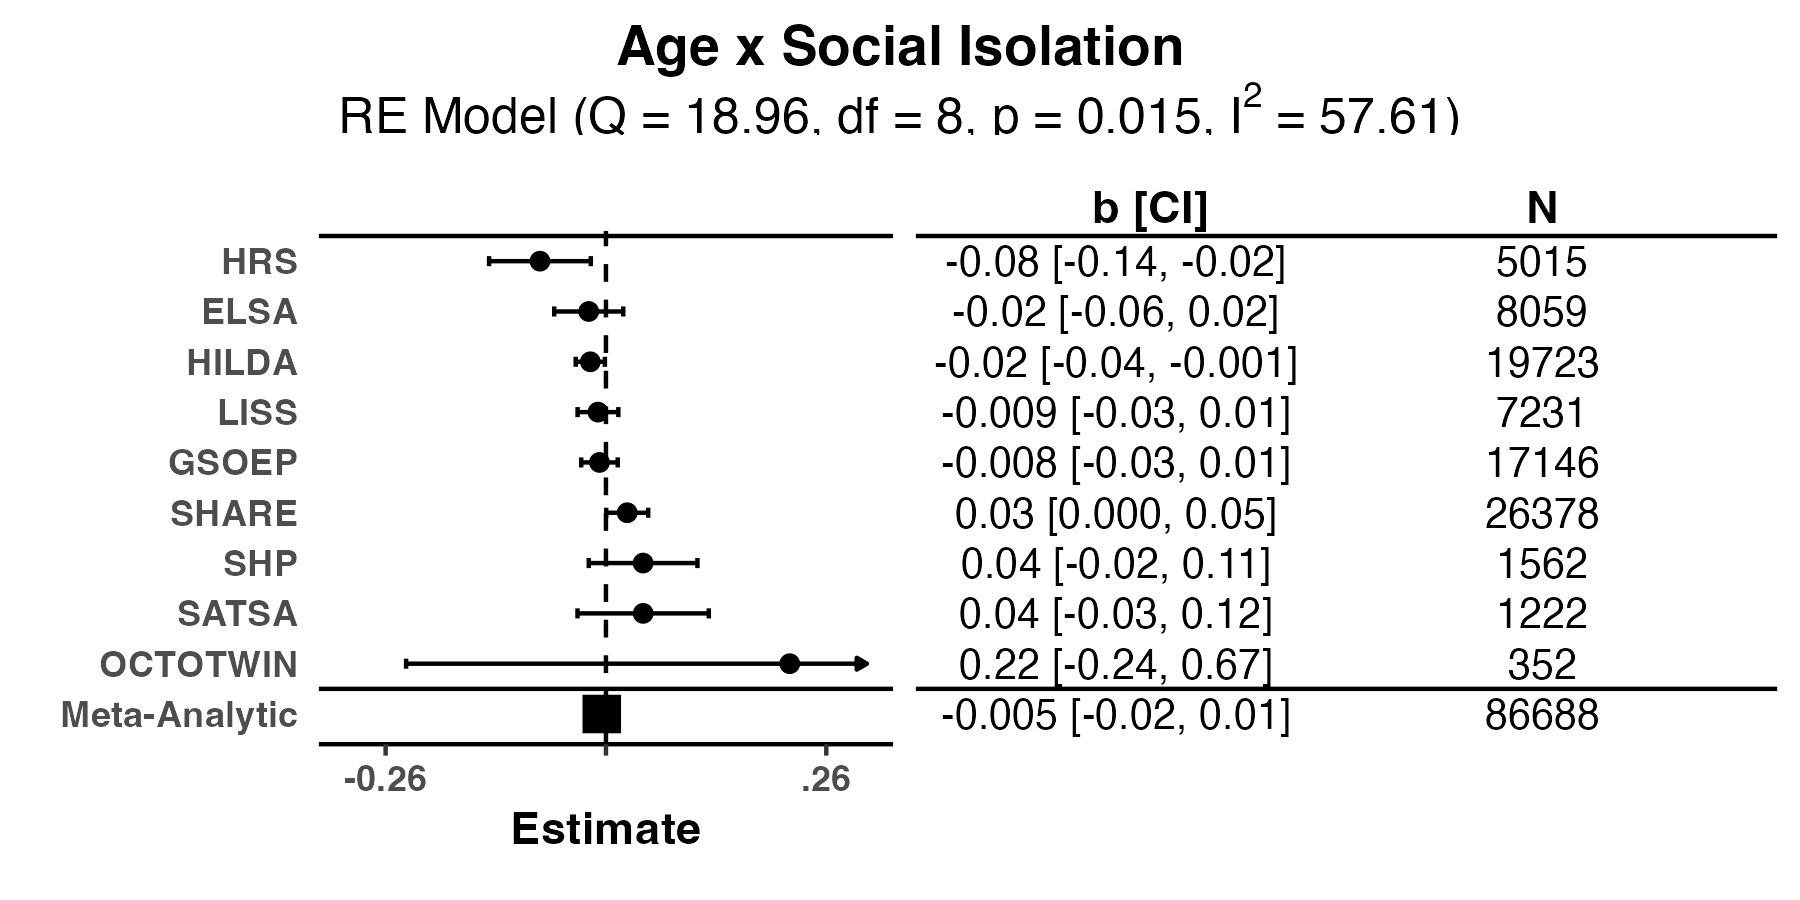 Age x Social Isolation
RE Model (Q = 18.96, df = 8, p = 0.015, I² = 57.61)
b [CI] N
HRS -0.08 [-0.14, -0.02] 5015
ELSA -0.02 [-0.06, 0.02] 8059
HILDA -0.02 [-0.04, -0.001] 19723
LISS -0.009 [-0.03, 0.01] 7231
GSOEP -0.008 [-0.03, 0.01] 17146
SHARE 0.03 [0.000, 0.05] 26378
SHP 0.04 [-0.02, 0.11] 1562
SATSA 0.04 [-0.03, 0.12] 1222
OCTOTWIN 0.22 [-0.24, 0.67] 352
Meta-Analytic -0.005 [-0.02, 0.01] 86688
-0.26 .26
Estimate